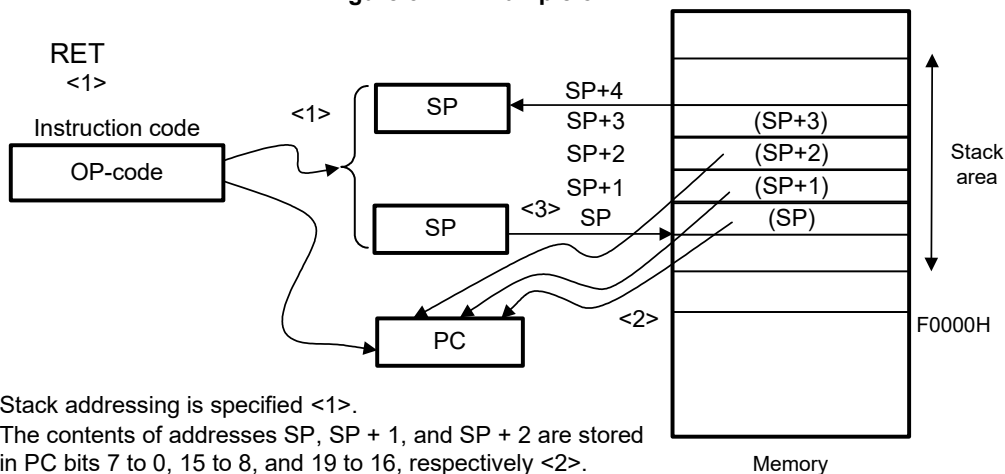 RET
<1>
Instruction code
OP-code
<1>
SP
SP
PC
SP+4
SP+3
SP+2
SP+1
<3>
SP
<2>
(SP+3)
(SP+2)
(SP+1)
(SP)
Stack
area
F0000H
Memory
Stack addressing is specified <1>.
The contents of addresses SP, SP + 1, and SP + 2 are stored
in PC bits 7 to 0, 15 to 8, and 19 to 16, respectively <2>.